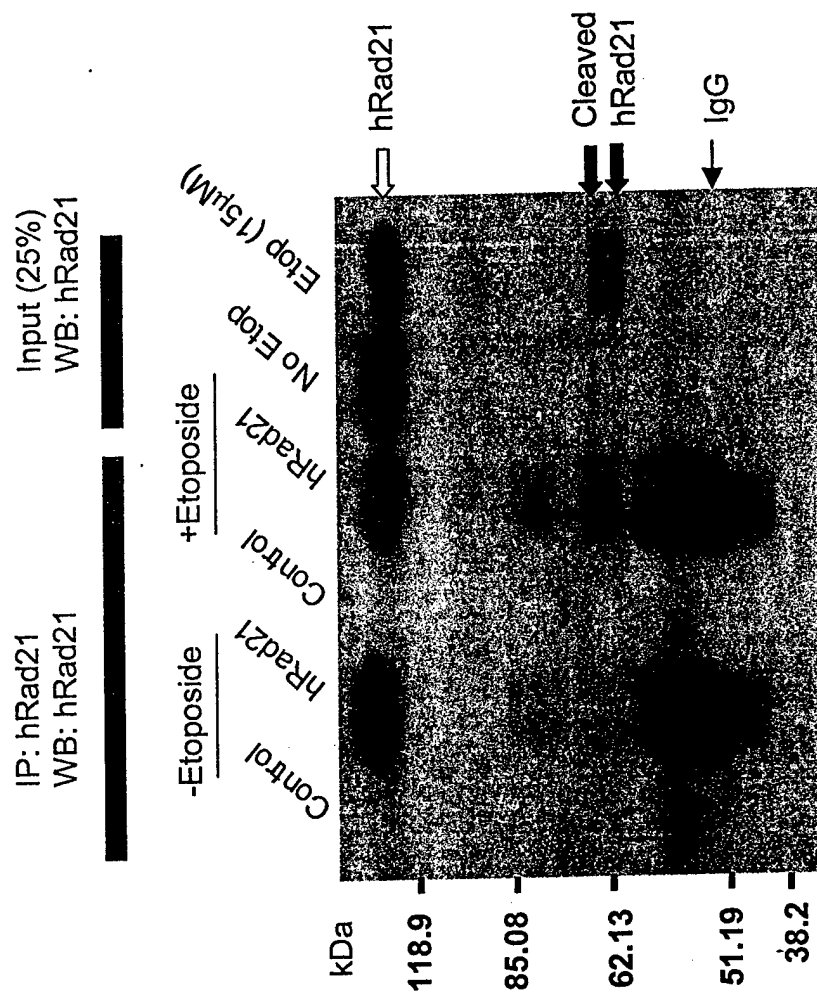 IP: hRad21
WB: hRad21
Input (25%)
WB: hRad21
-Etoposide
+Etoposide
Control
hRad21
Control
hRad21
No Etop
Etop (15µM)
kDa
118.9
85.08
62.13
51.19
38.2
hRad21
Cleaved
hRad21
IgG